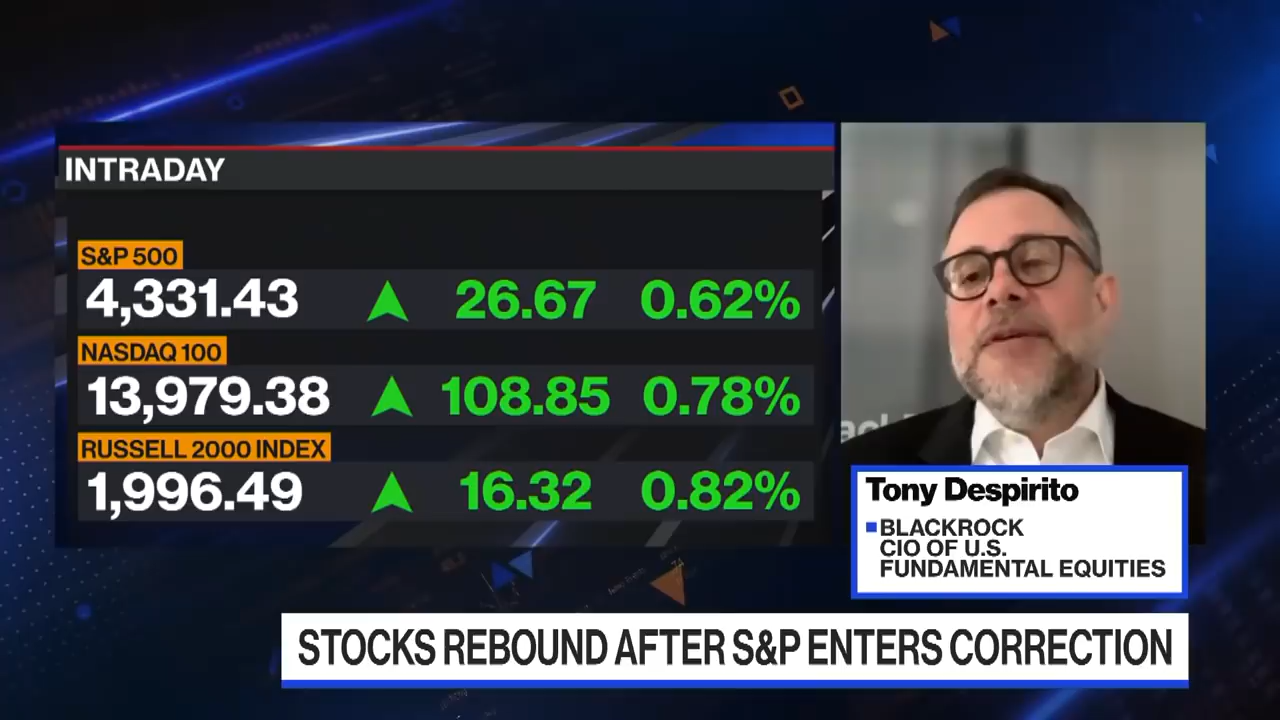 INTRADAY
S&P 500
4,331.43 ▲ 26.67 0.62%
NASDAQ 100
13,979.38 ▲ 108.85 0.78%
RUSSELL 2000 INDEX
1,996.49 ▲ 16.32 0.82%
Tony Despirito
BLACKROCK
CIO OF U.S.
FUNDAMENTAL EQUITIES
STOCKS REBOUND AFTER S&P ENTERS CORRECTION